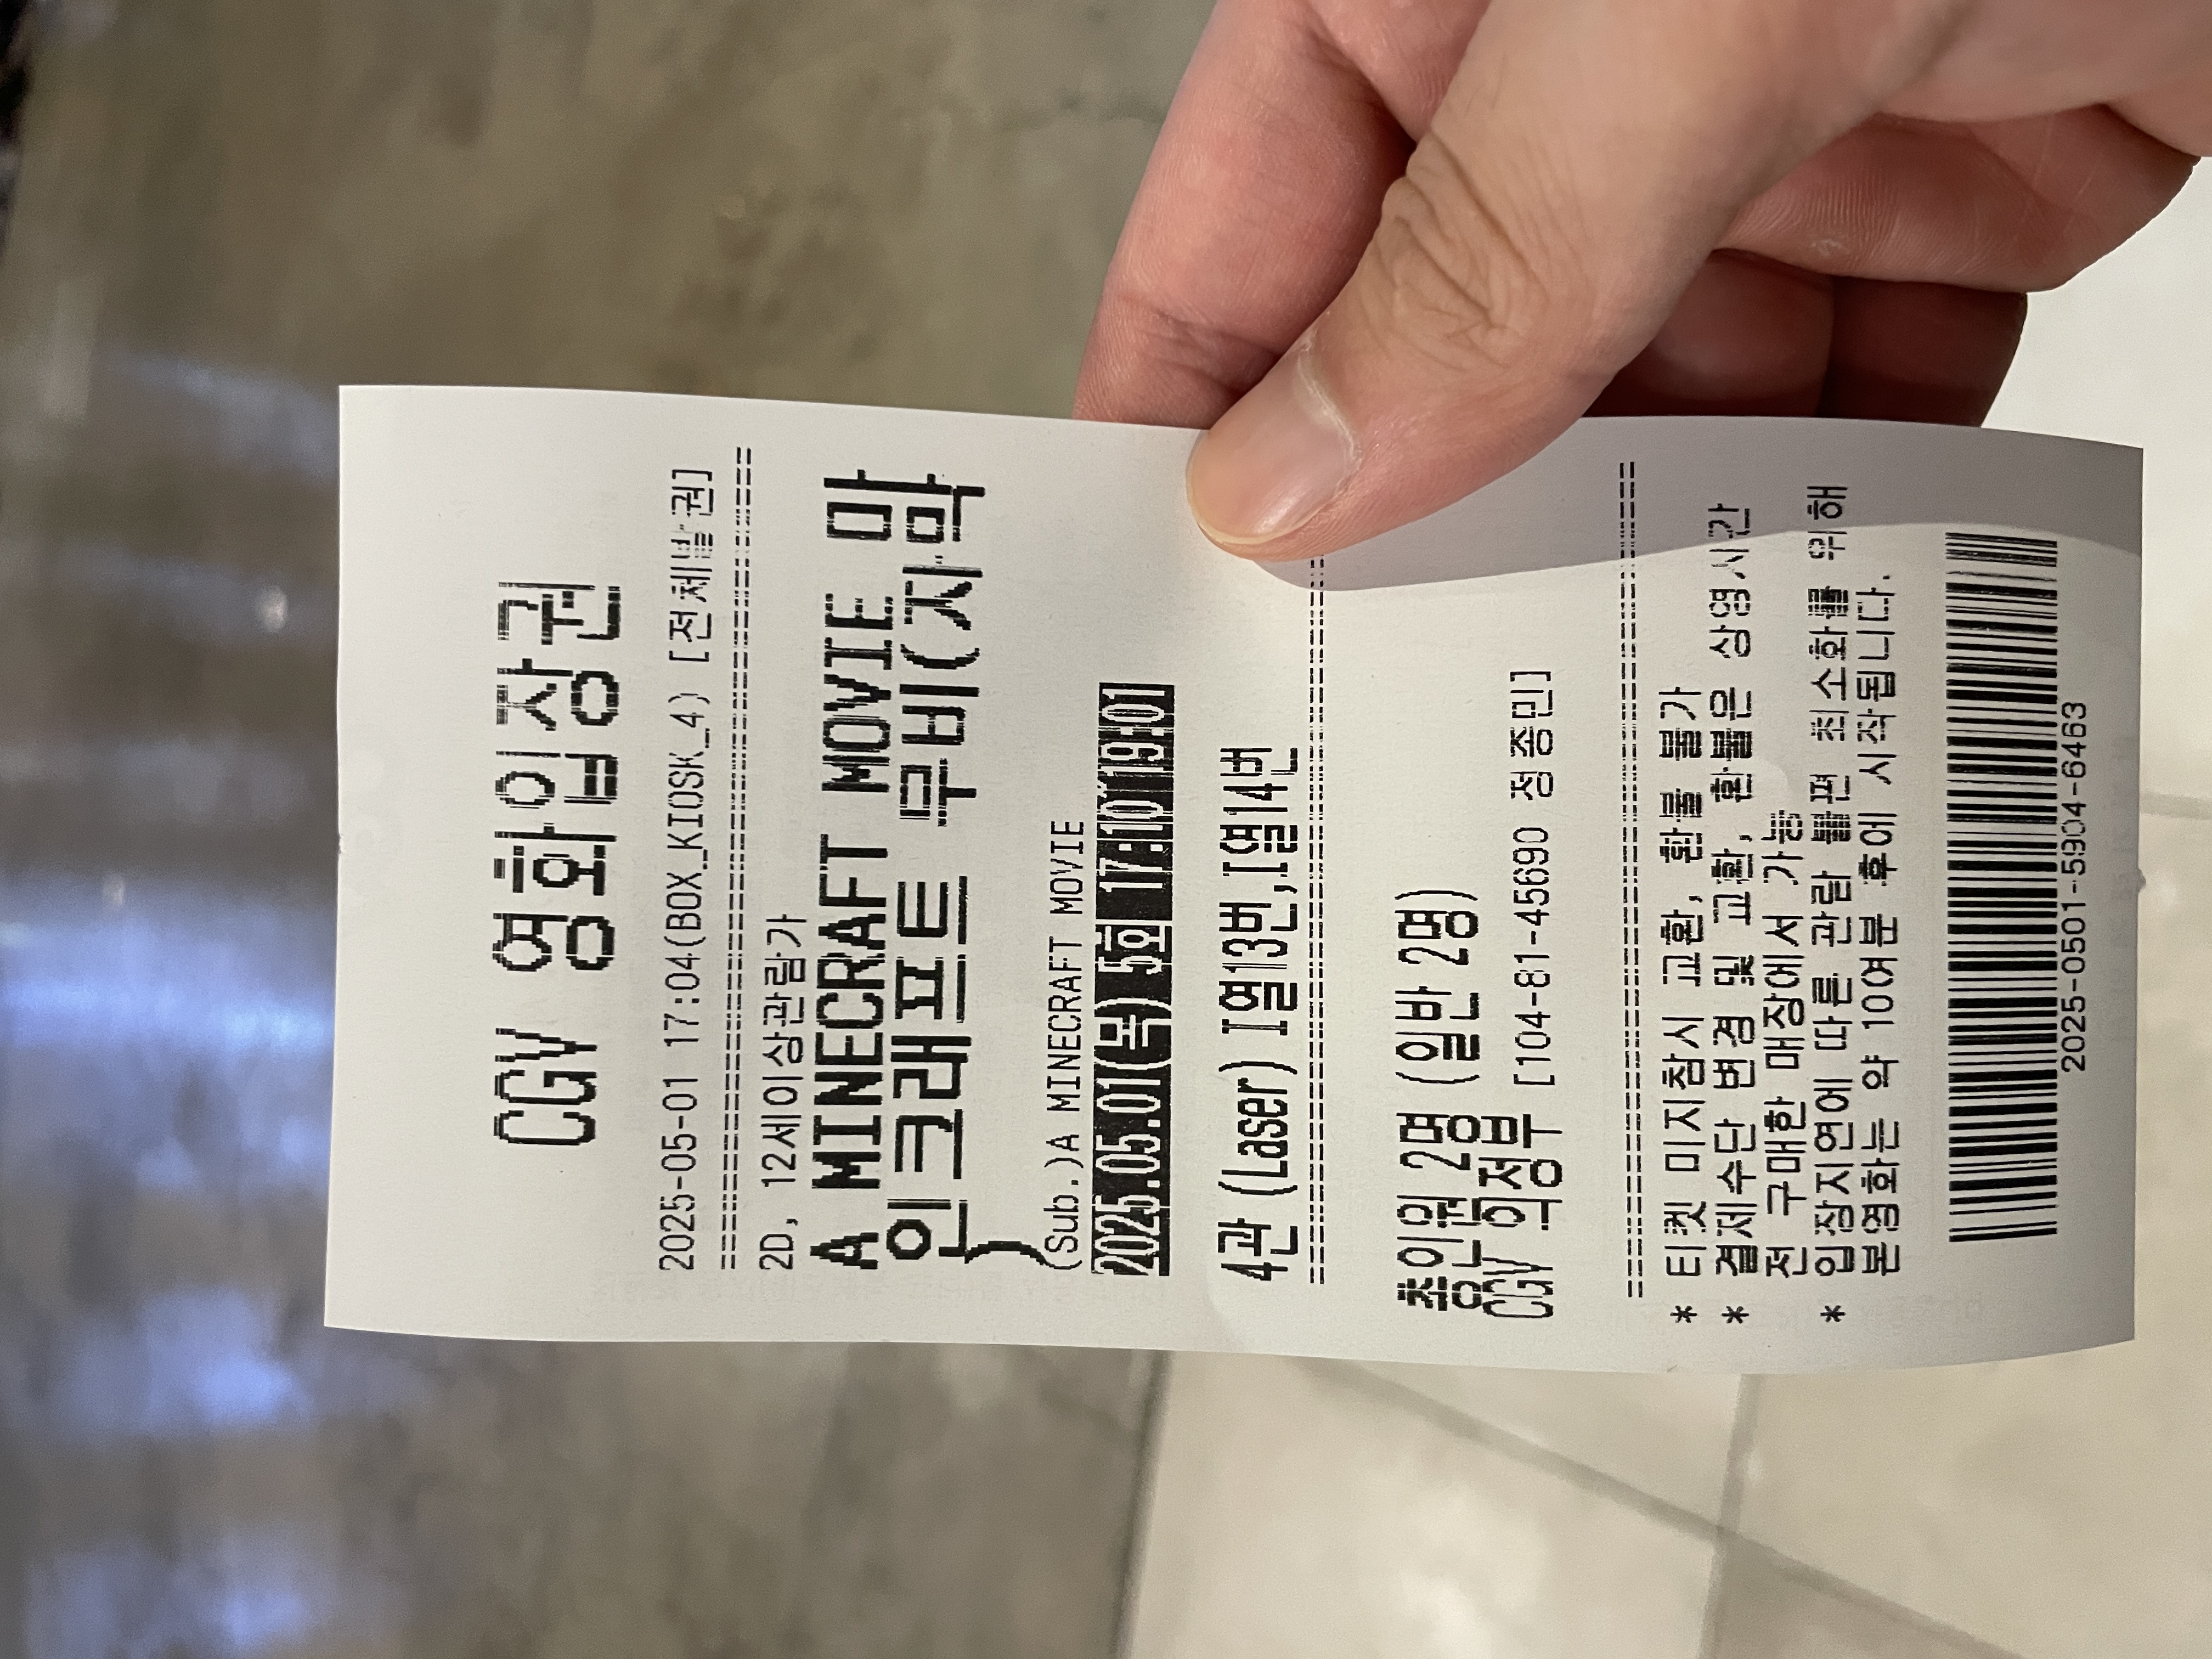 CGV 영화입장권
2025-05-01 17:04(BOX_KIOSK_4) [전체발권]
2D, 12세이상관람가
A MINECRAFT MOVIE 마
인크래프트 무비(자막
)
(Sub.)A MINECRAFT MOVIE
2025.05.01(목) 5회 17:10~19:01
4관 (Laser) I열13번,I열14번
총인원 2명 (일반 2명)
CGV 의정부 [104-81-45690 정종민]
* 티켓 미지참시 교환, 환불 불가
* 결제수단 변경 및 교환, 환불은 상영시간
전 구매한 매장에서 가능
* 입장지연에 따른 관람 불편 최소화를 위해
본영화는 약 10여분 후에 시작됩니다.
2025-0501-5904-6463